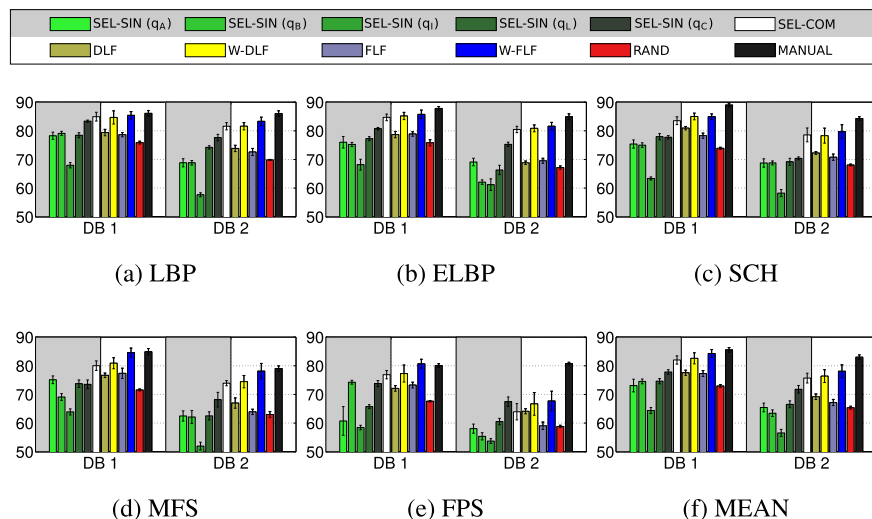 SEL-SIN (qA) SEL-SIN (qB) SEL-SIN (qI) SEL-SIN (qL) SEL-SIN (qC) SEL-COM
DLF W-DLF FLF W-FLF RAND MANUAL
90
80
70
60
50
DB 1 DB 2
(a) LBP
90
80
70
60
50
DB 1 DB 2
(b) ELBP
90
80
70
60
50
DB 1 DB 2
(c) SCH
90
80
70
60
50
DB 1 DB 2
(d) MFS
90
80
70
60
50
DB 1 DB 2
(e) FPS
90
80
70
60
50
DB 1 DB 2
(f) MEAN